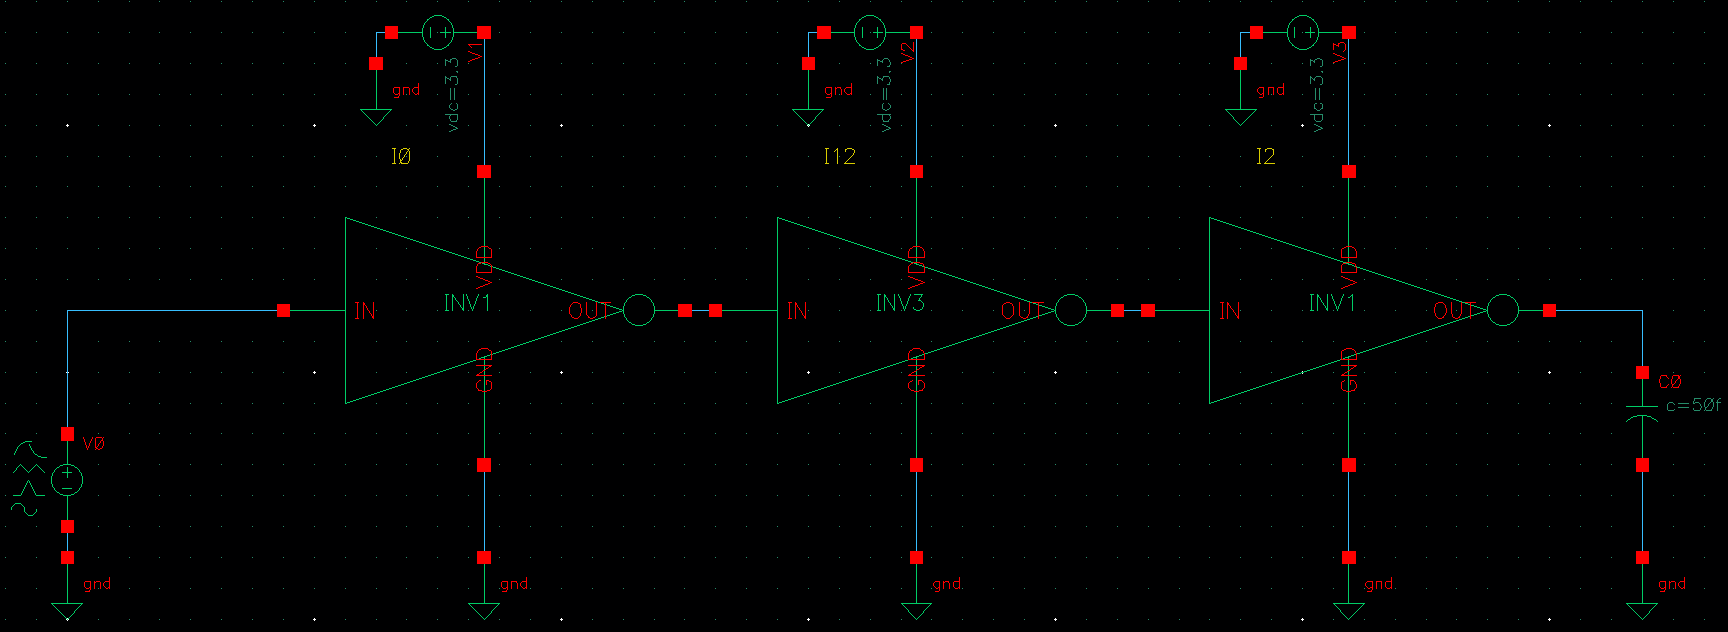 V1
vdc=3.3
gnd
I0
V2
vdc=3.3
gnd
I12
V3
vdc=3.3
gnd
I2
IN
INV1
VDD
GND
OUT
IN
INV3
VDD
GND
OUT
IN
INV1
VDD
GND
OUT
C0
c=50f
V0
gnd
gnd
gnd
gnd
gnd